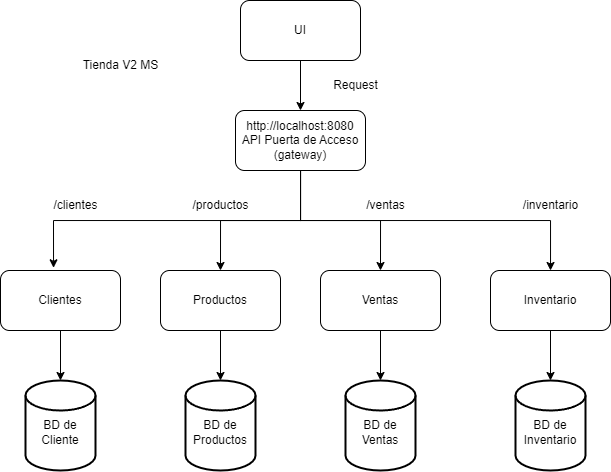 UI
Tienda V2 MS
Request
http://localhost:8080
API Puerta de Acceso
(gateway)
/clientes
/productos
/ventas
/inventario
Clientes
Productos
Ventas
Inventario
BD de
Cliente
BD de
Productos
BD de
Ventas
BD de
Inventario